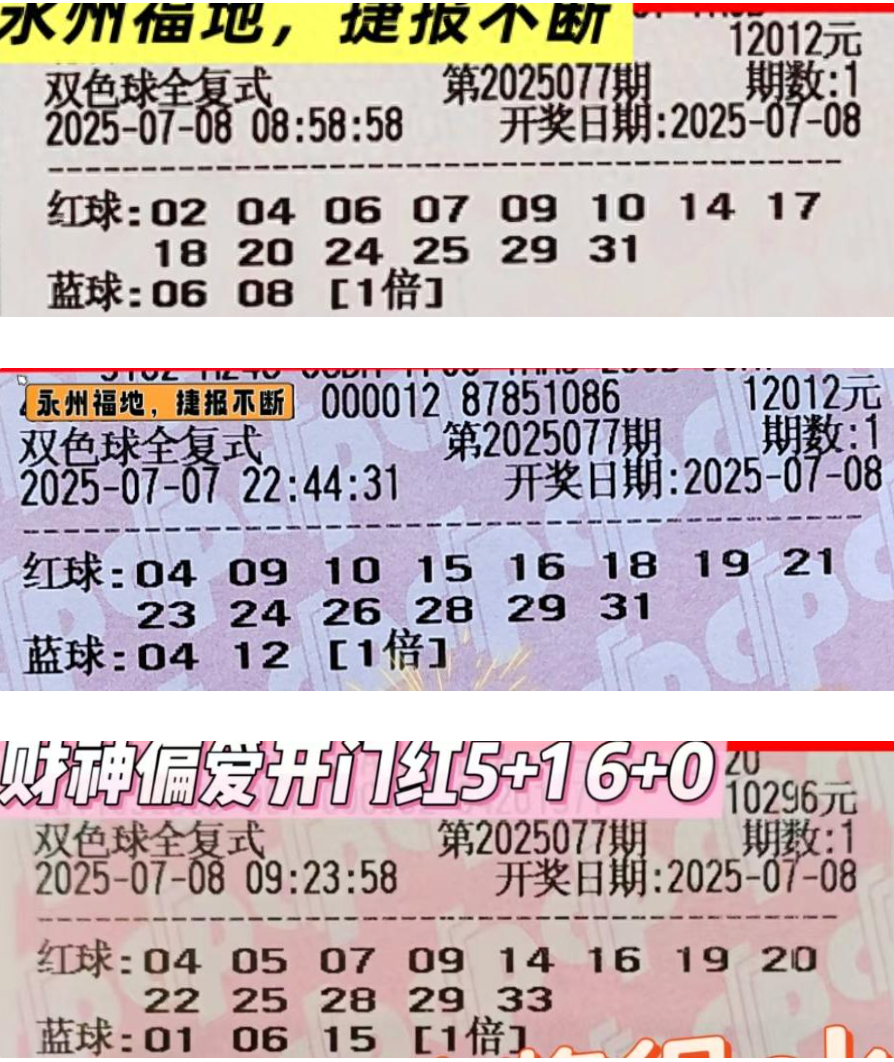 永州福地，捷报不断
12012元
双色球全复式 第2025077期 期数:1
2025-07-08 08:58:58 开奖日期:2025-07-08
红球:02 04 06 07 09 10 14 17
18 20 24 25 29 31
蓝球:06 08 [1倍]
永州福地，捷报不断 000012 87851086 12012元
双色球全复式 第2025077期 期数:1
2025-07-07 22:44:31 开奖日期:2025-07-08
红球:04 09 10 15 16 18 19 21
23 24 26 28 29 31
蓝球:04 12 [1倍]
财神偏爱开门红5+1 6+0 20
10296元
双色球全复式 第2025077期 期数:1
2025-07-08 09:23:58 开奖日期:2025-07-08
红球:04 05 07 09 14 16 19 20
22 25 28 29 33
蓝球:01 06 15 [1倍]